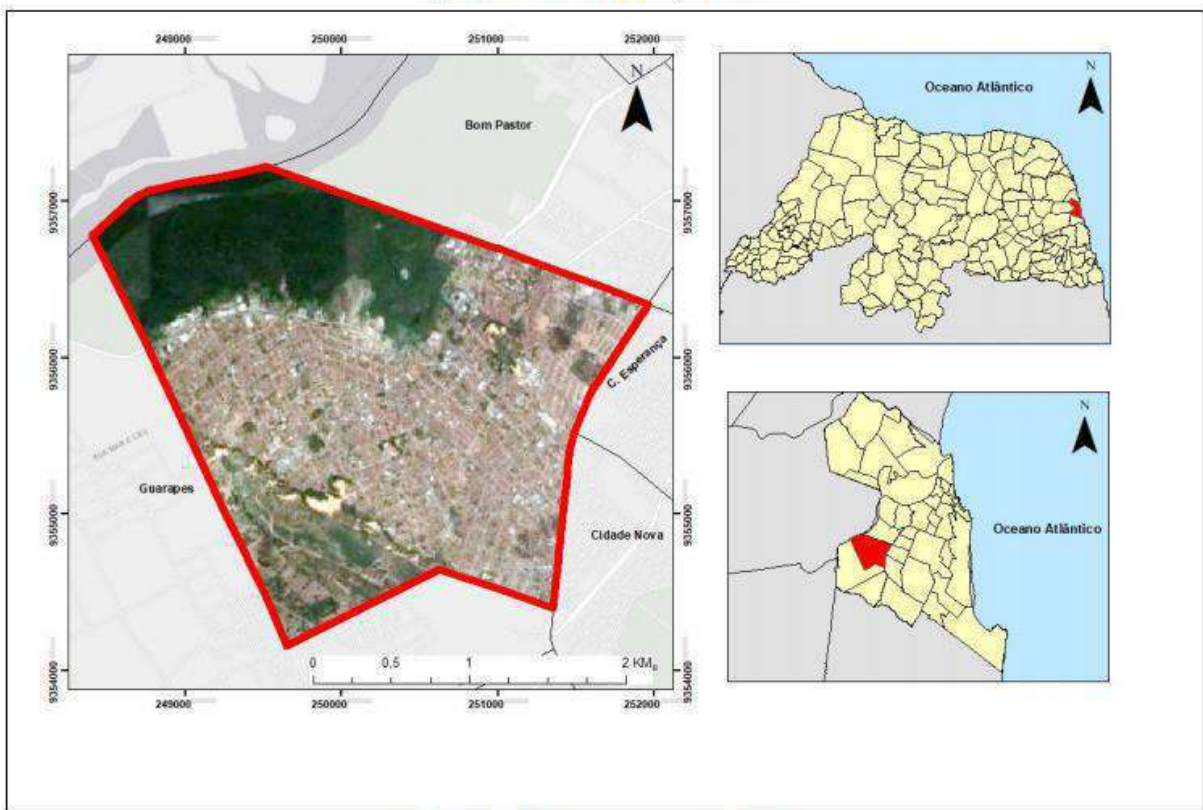 249000 250000 251000 252000
N
Bom Pastor
9357000 9357000
9356000 9356000
C. Esperança
Guarapes
9355000 9355000
Cidade Nova
0 0,5 1 2 KM
9354000 9354000
249000 250000 251000 252000
Oceano Atlântico
N
N
Oceano Atlântico